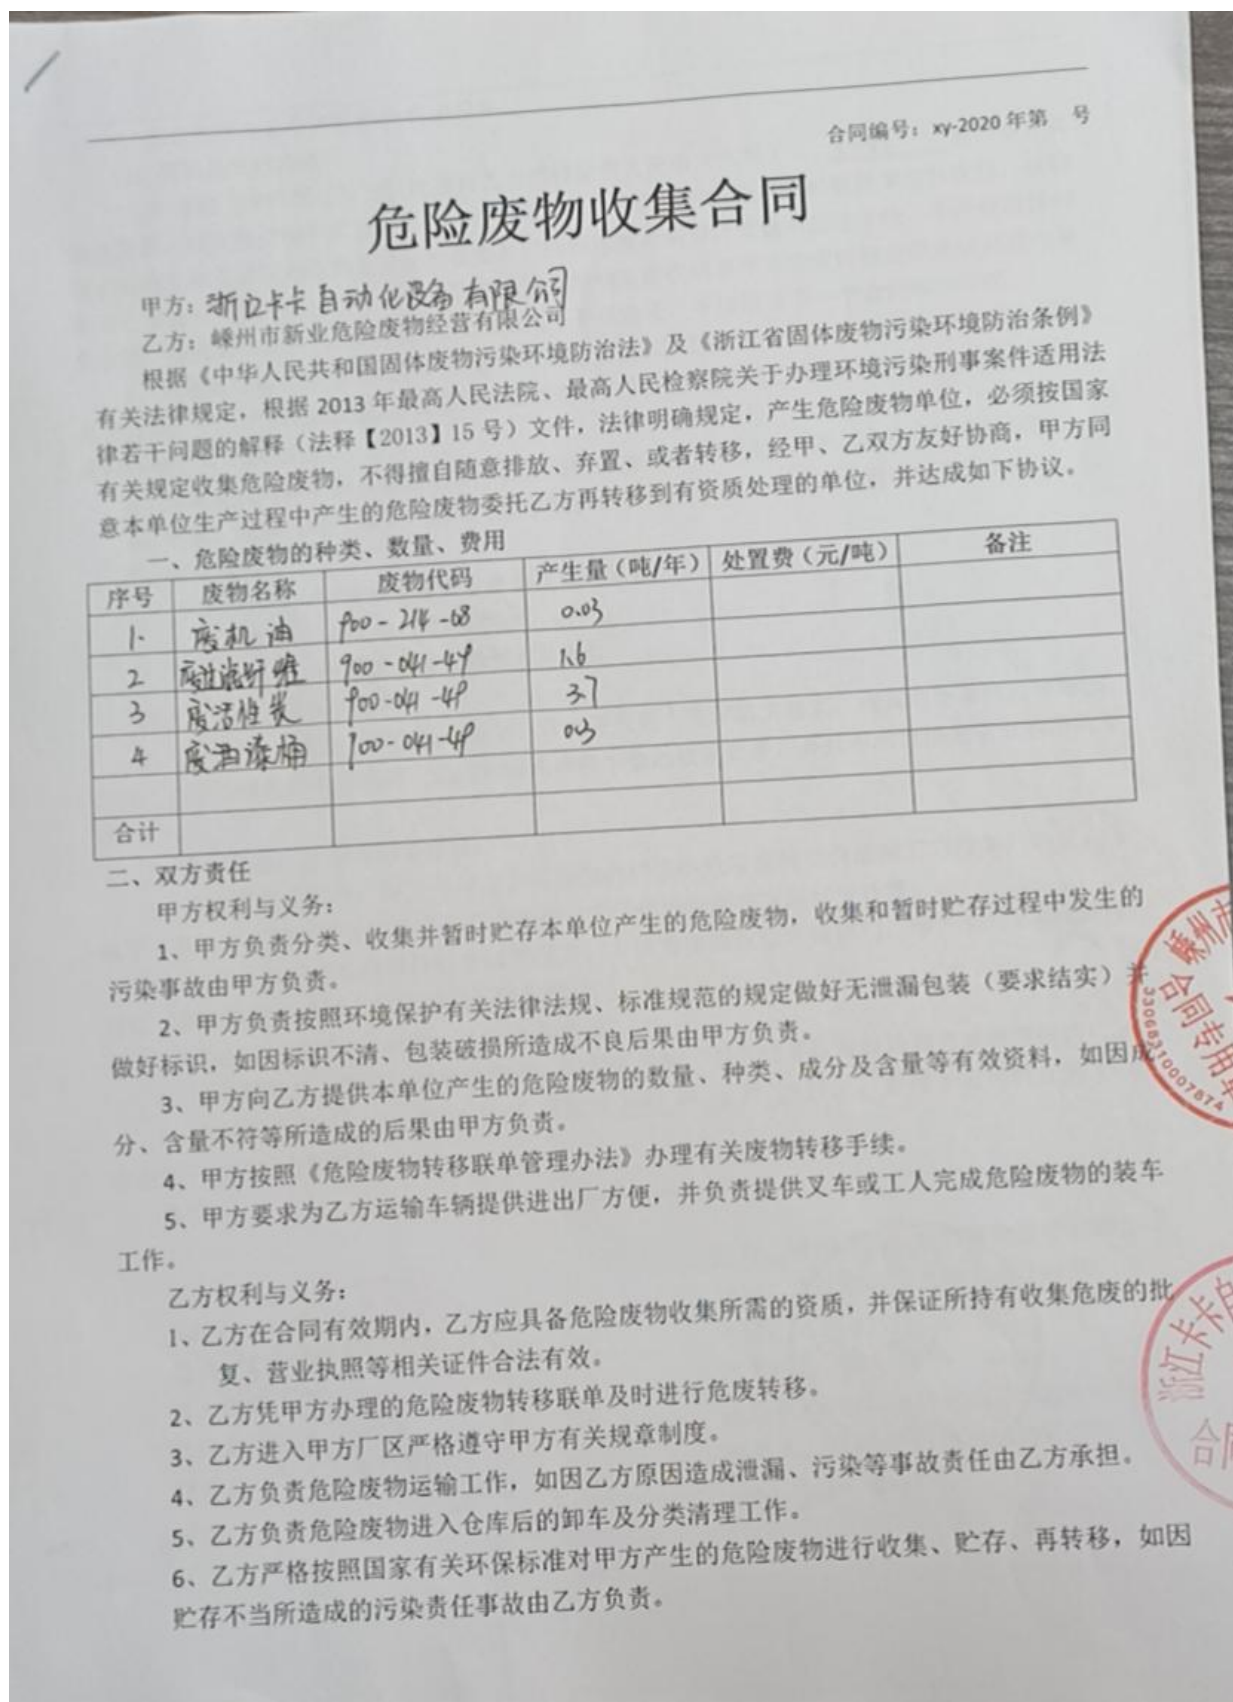 合同编号：xy-2020 年第 号
危险废物收集合同
甲方：浙江卡卡自动化设备有限公司
乙方：嵊州市新业危险废物经营有限公司
根据《中华人民共和国固体废物污染环境防治法》及《浙江省固体废物污染环境防治条例》
有关法律规定，根据 2013 年最高人民法院、最高人民检察院关于办理环境污染刑事案件适用法
律若干问题的解释（法释【2013】15 号）文件，法律明确规定，产生危险废物单位，必须按国家
有关规定收集危险废物，不得擅自随意排放、弃置、或者转移，经甲、乙双方友好协商，甲方同
意本单位生产过程中产生的危险废物委托乙方再转移到有资质处理的单位，并达成如下协议。
一、危险废物的种类、数量、费用
序号 废物名称 废物代码 产生量（吨/年） 处置费（元/吨） 备注
1. 废机油 900-214-08 0.03
2 废过滤纤维 900-041-49 1.6
3 废活性炭 900-041-49 3.7
4 废油漆桶 900-041-49 0.3
合计
二、双方责任
甲方权利与义务：
1、甲方负责分类、收集并暂时贮存本单位产生的危险废物，收集和暂时贮存过程中发生的
污染事故由甲方负责。
2、甲方负责按照环境保护有关法律法规、标准规范的规定做好无泄漏包装（要求结实）并
做好标识，如因标识不清、包装破损所造成不良后果由甲方负责。
3、甲方向乙方提供本单位产生的危险废物的数量、种类、成分及含量等有效资料，如因成
分、含量不符等所造成的后果由甲方负责。
4、甲方按照《危险废物转移联单管理办法》办理有关废物转移手续。
5、甲方要求为乙方运输车辆提供进出厂方便，并负责提供叉车或工人完成危险废物的装车
工作。
乙方权利与义务：
1、乙方在合同有效期内，乙方应具备危险废物收集所需的资质，并保证所持有收集危废的批
复、营业执照等相关证件合法有效。
2、乙方凭甲方办理的危险废物转移联单及时进行危废转移。
3、乙方进入甲方厂区严格遵守甲方有关规章制度。
4、乙方负责危险废物运输工作，如因乙方原因造成泄漏、污染等事故责任由乙方承担。
5、乙方负责危险废物进入仓库后的卸车及分类清理工作。
6、乙方严格按照国家有关环保标准对甲方产生的危险废物进行收集、贮存、再转移，如因
贮存不当所造成的污染责任事故由乙方负责。
嵊州市
合同专用章
浙江卡卡自
合同